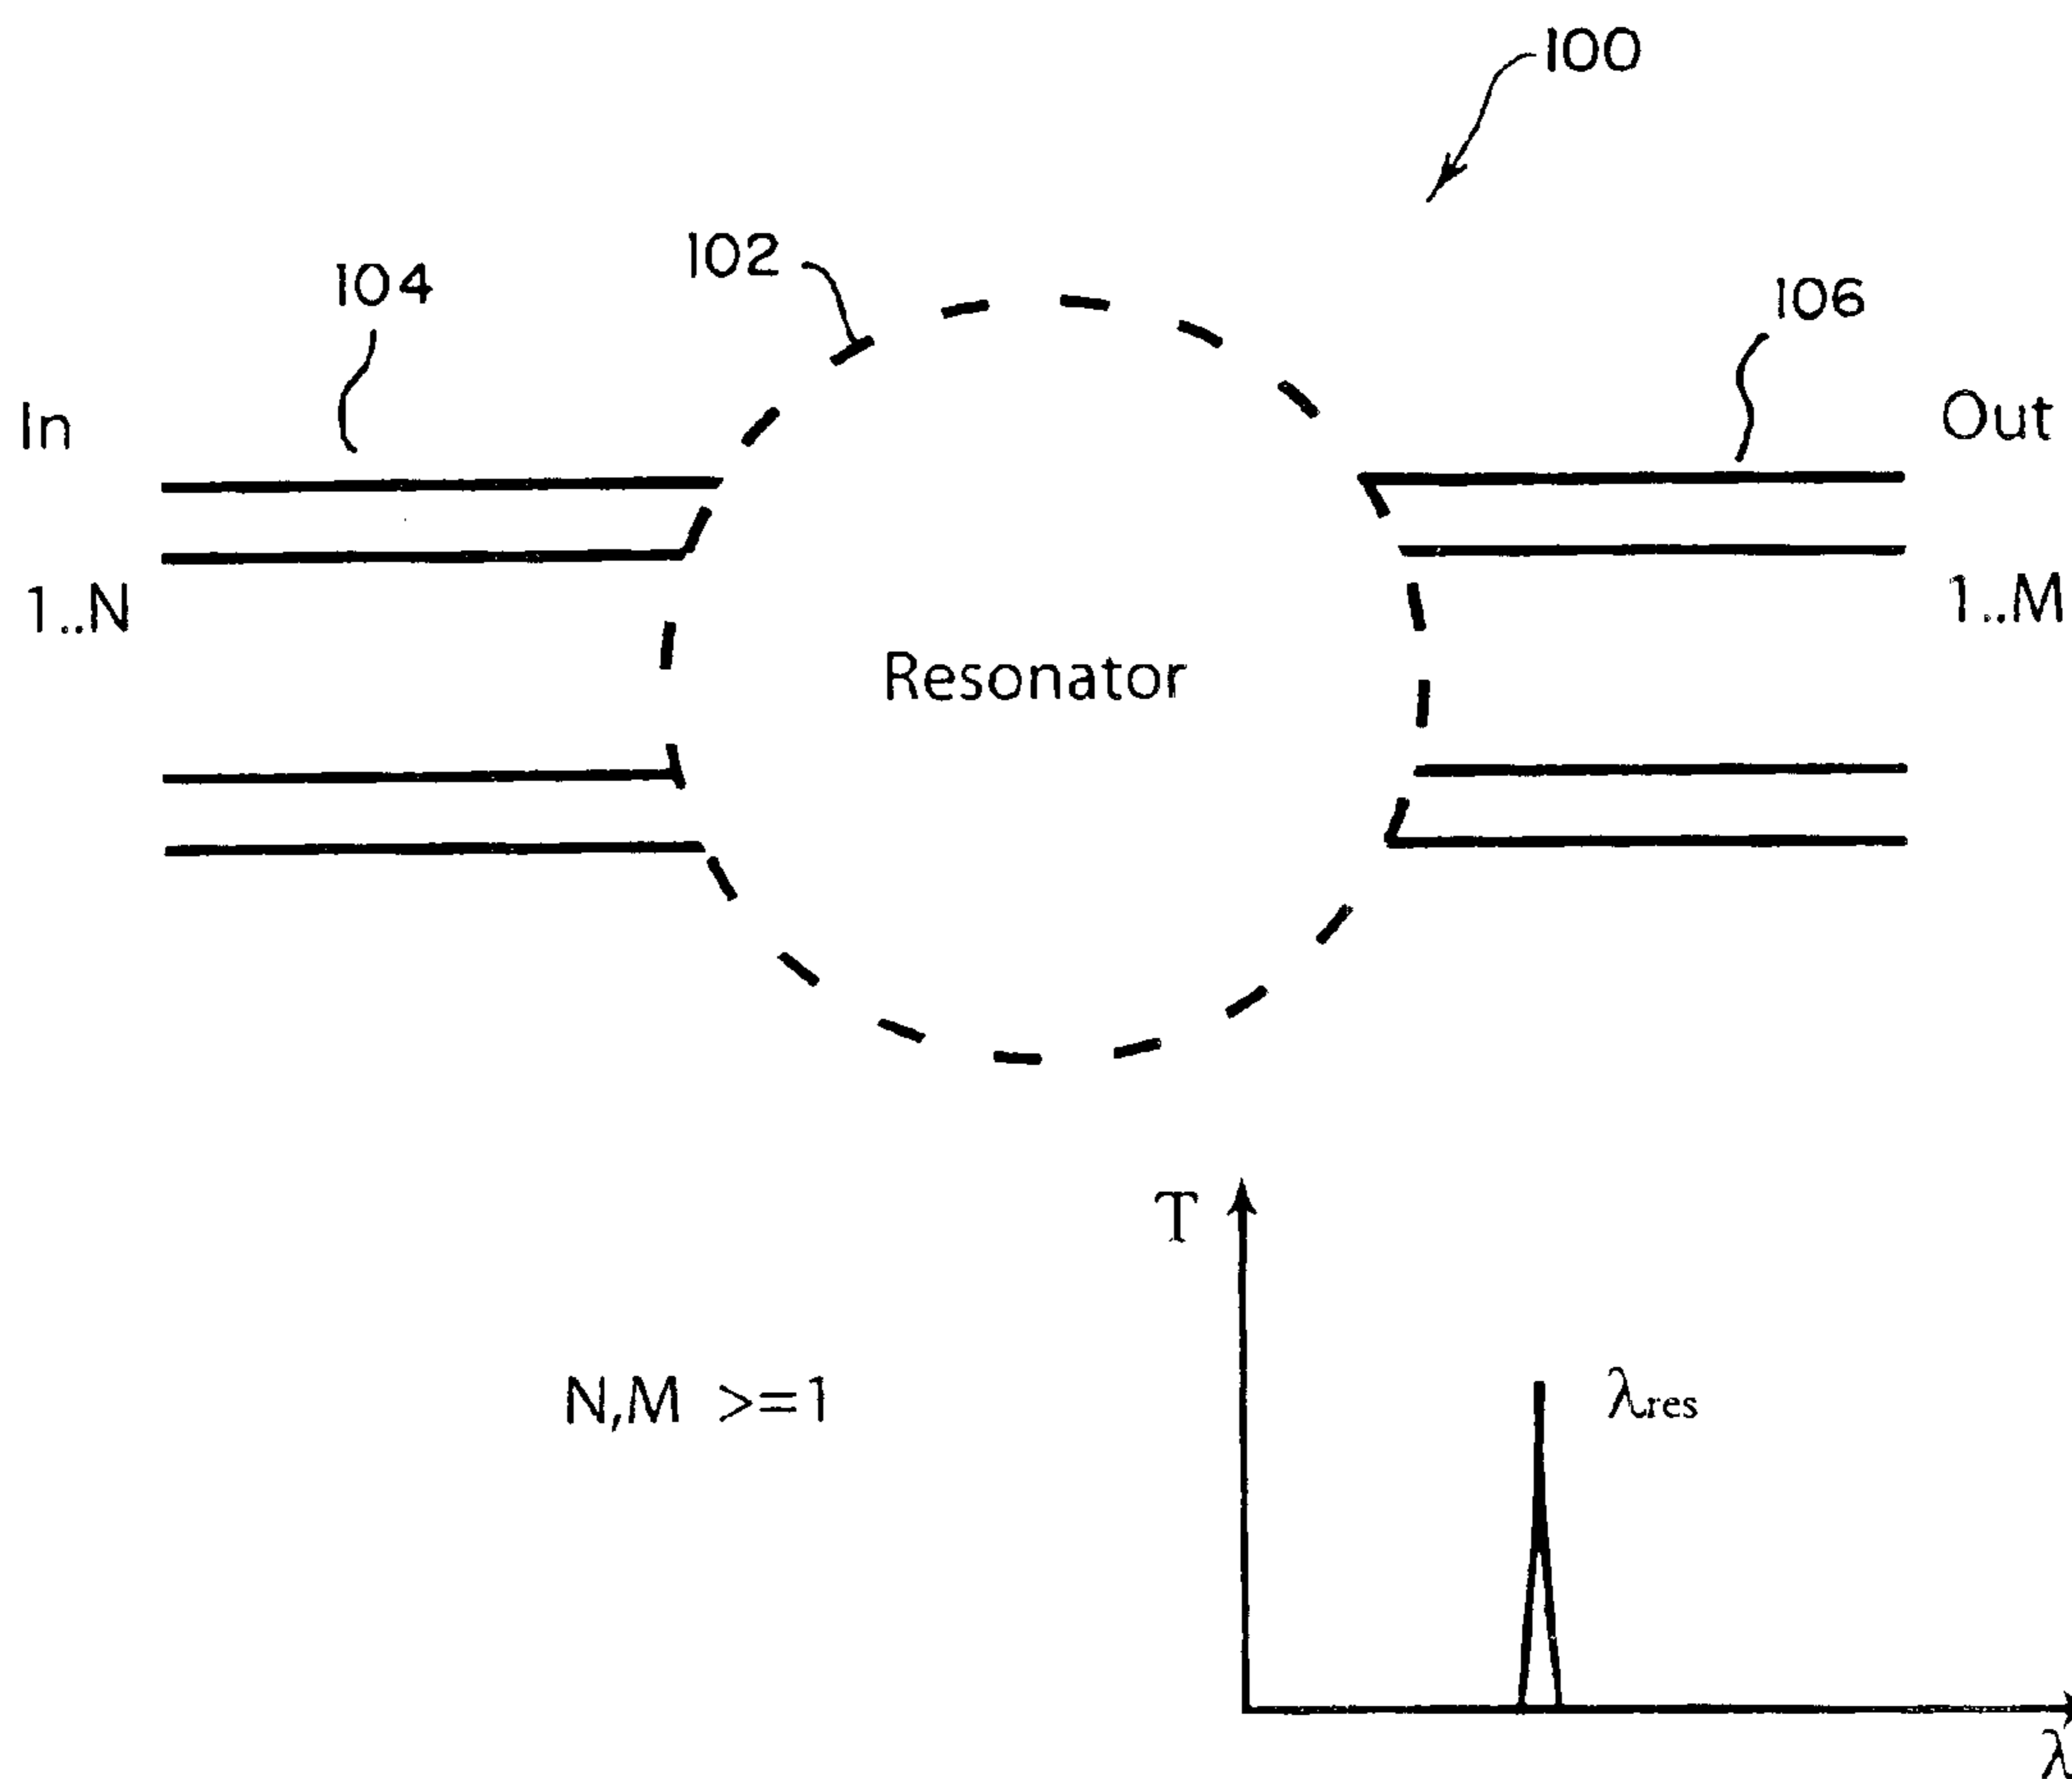 100
102
104
106
In
Out
1..N
1..M
Resonator
T
N,M >=1
λres
λ